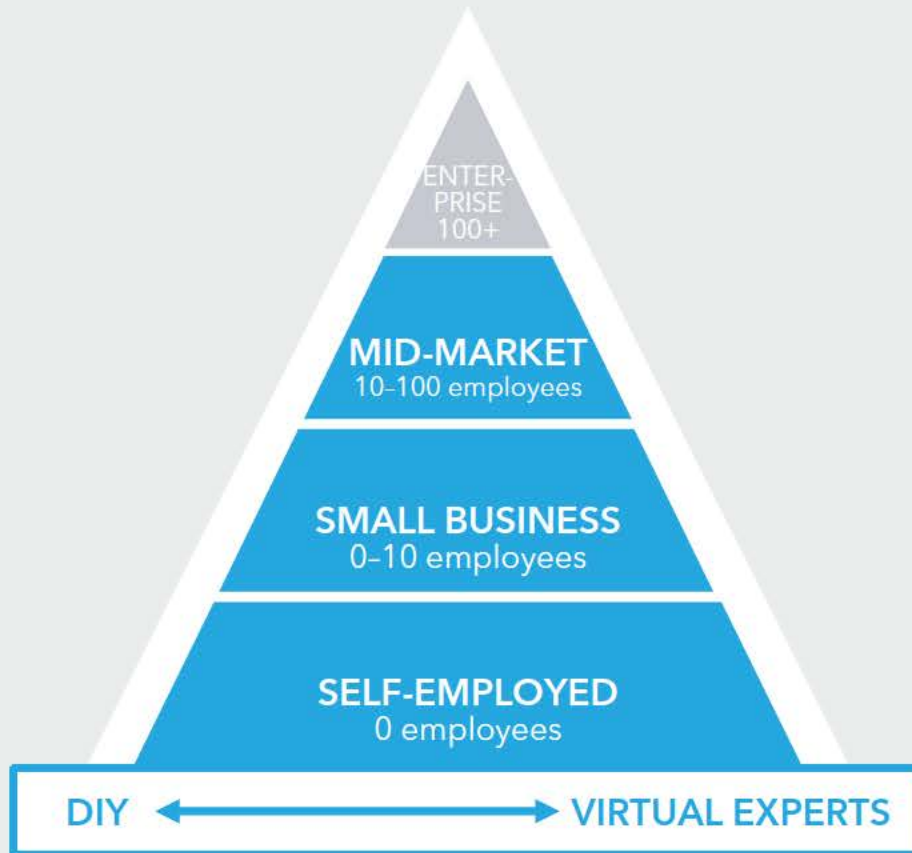 ENTER-
PRISE
100+
MID-MARKET
10–100 employees
SMALL BUSINESS
0–10 employees
SELF-EMPLOYED
0 employees
DIY VIRTUAL EXPERTS